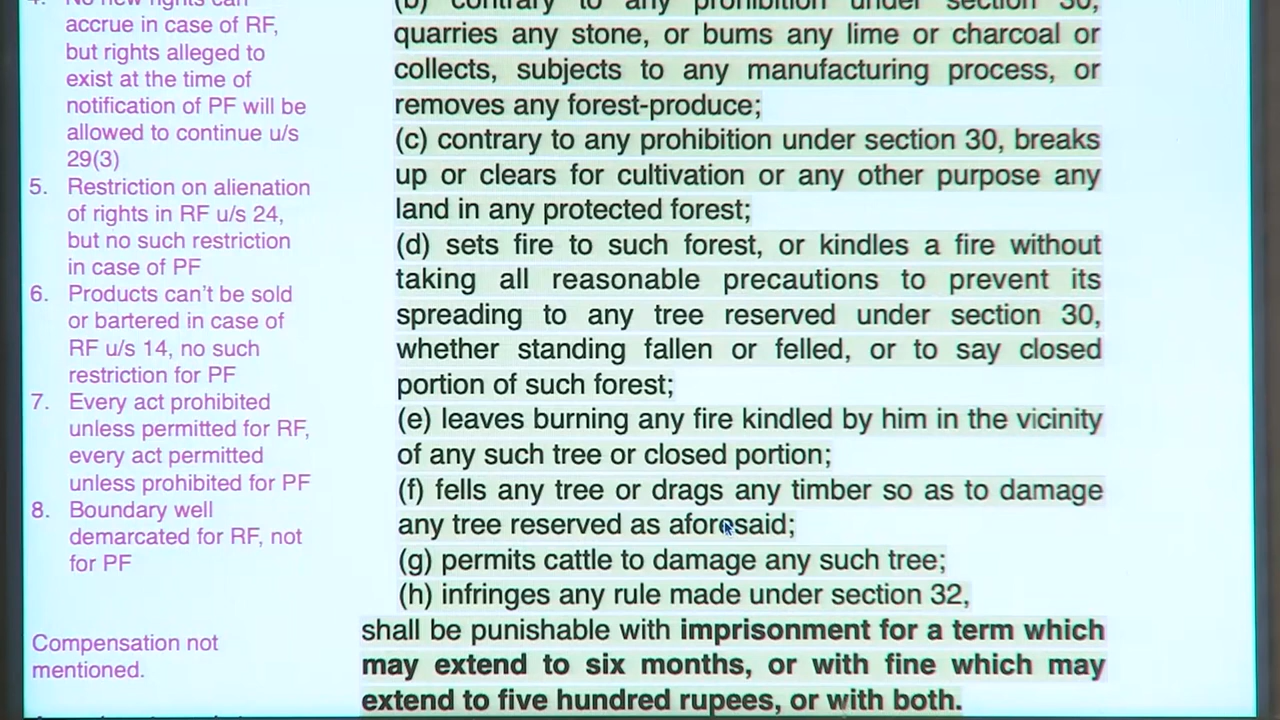 4. No new rights can
accrue in case of RF,
but rights alleged to
exist at the time of
notification of PF will be
allowed to continue u/s
29(3)
5. Restriction on alienation
of rights in RF u/s 24,
but no such restriction
in case of PF
6. Products can't be sold
or bartered in case of
RF u/s 14, no such
restriction for PF
7. Every act prohibited
unless permitted for RF,
every act permitted
unless prohibited for PF
8. Boundary well
demarcated for RF, not
for PF
Compensation not
mentioned.
(b) contrary to any prohibition under section 30,
quarries any stone, or bums any lime or charcoal or
collects, subjects to any manufacturing process, or
removes any forest-produce;
(c) contrary to any prohibition under section 30, breaks
up or clears for cultivation or any other purpose any
land in any protected forest;
(d) sets fire to such forest, or kindles a fire without
taking all reasonable precautions to prevent its
spreading to any tree reserved under section 30,
whether standing fallen or felled, or to say closed
portion of such forest;
(e) leaves burning any fire kindled by him in the vicinity
of any such tree or closed portion;
(f) fells any tree or drags any timber so as to damage
any tree reserved as aforesaid;
(g) permits cattle to damage any such tree;
(h) infringes any rule made under section 32,
shall be punishable with imprisonment for a term which
may extend to six months, or with fine which may
extend to five hundred rupees, or with both.